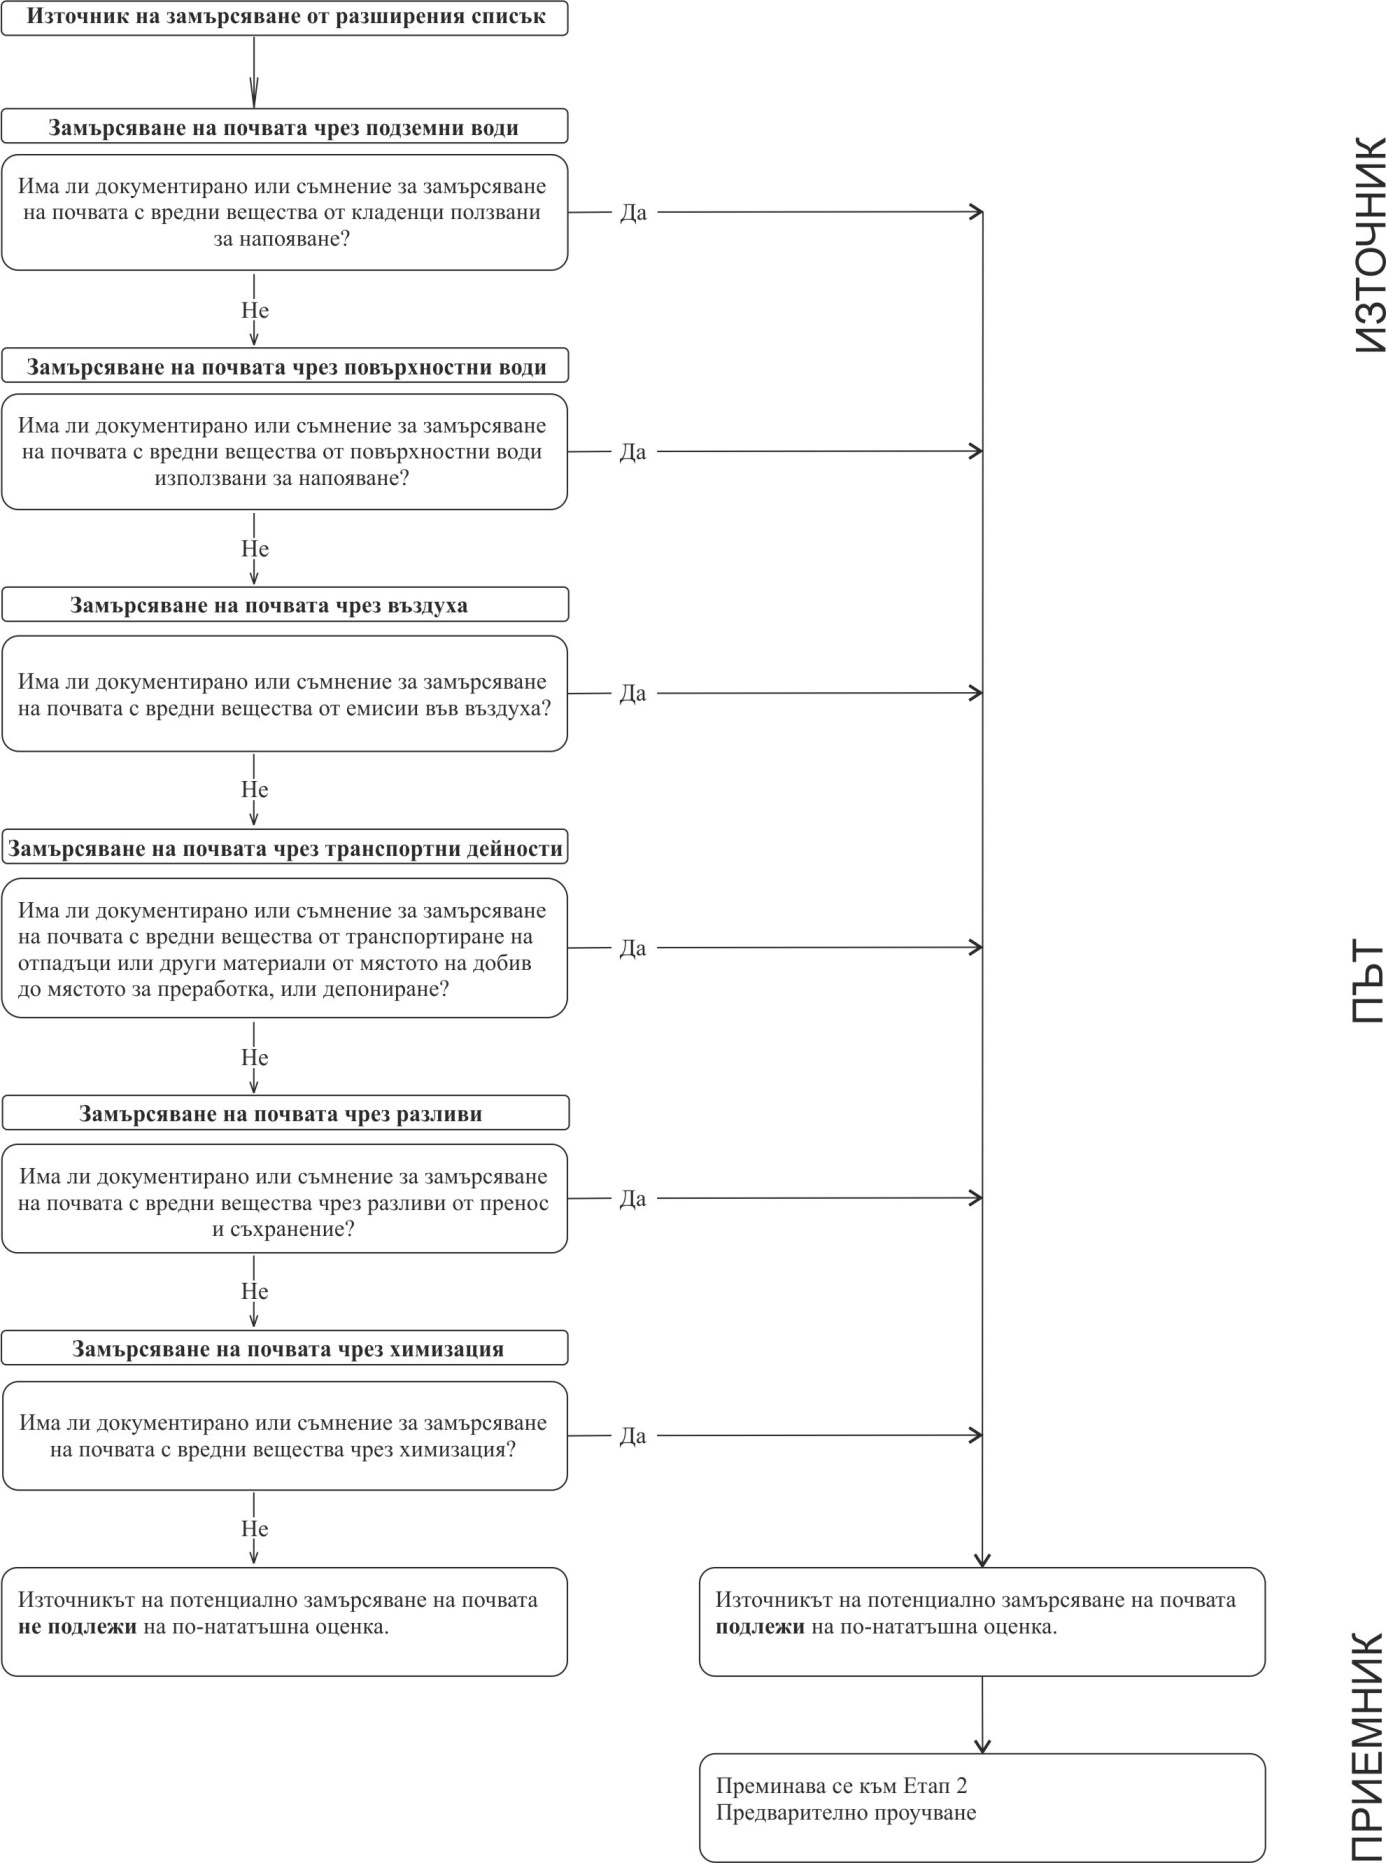 Източник на замърсяване от разширения списък
Замърсяване на почвата чрез подземни води
Има ли документирано или съмнение за замърсяване
на почвата с вредни вещества от кладенци ползвани
за напояване?
Да
Не
Замърсяване на почвата чрез повърхностни води
Има ли документирано или съмнение за замърсяване
на почвата с вредни вещества от повърхностни води
използвани за напояване?
Да
Не
Замърсяване на почвата чрез въздуха
Има ли документирано или съмнение за замърсяване
на почвата с вредни вещества от емисии във въздуха?
Да
Не
Замърсяване на почвата чрез транспортни дейности
Има ли документирано или съмнение за замърсяване
на почвата с вредни вещества от транспортиране на
отпадъци или други материали от мястото на добив
до мястото за преработка, или депониране?
Да
Не
Замърсяване на почвата чрез разливи
Има ли документирано или съмнение за замърсяване
на почвата с вредни вещества чрез разливи от пренос
и съхранение?
Да
Не
Замърсяване на почвата чрез химизация
Има ли документирано или съмнение за замърсяване
на почвата с вредни вещества чрез химизация?
Да
Не
Източникът на потенциално замърсяване на почвата
не подлежи на по-нататъшна оценка.
Източникът на потенциално замърсяване на почвата
подлежи на по-нататъшна оценка.
Преминава се към Етап 2
Предварително проучване
ИЗТОЧНИК
ПЪТ
ПРИЕМНИК